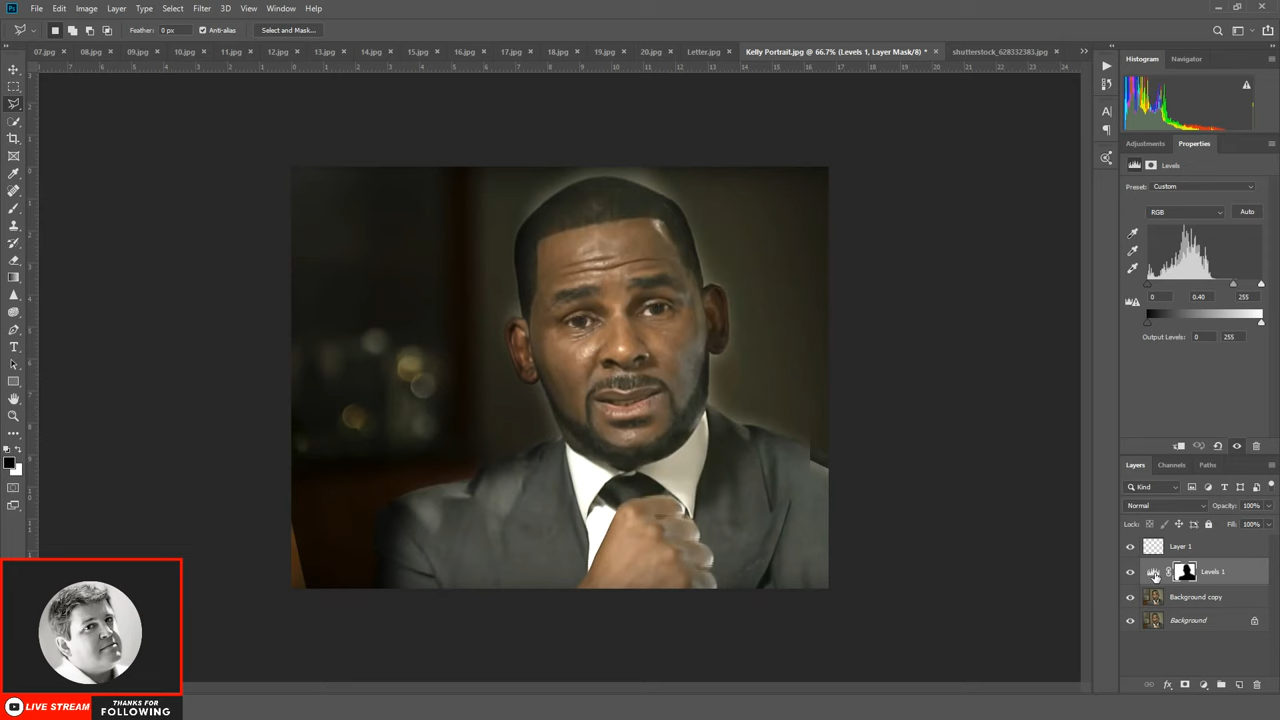 Ps File Edit Image Layer Type Select Filter 3D View Window Help
Feather: 0 px Anti-alias Select and Mask...
07.jpg 08.jpg 09.jpg 10.jpg 11.jpg 12.jpg 13.jpg 14.jpg 15.jpg 16.jpg 17.jpg 18.jpg 19.jpg 20.jpg Letter.jpg Kelly Portrait.jpg @ 66.7% (Levels 1, Layer Mask/8) * shutterstock_628332383.jpg
Histogram Navigator
Adjustments Properties
Levels
Preset: Custom
RGB Auto
0 0.40 255
Output Levels: 0 255
Layers Channels Paths
Kind
Normal Opacity: 100%
Lock: Fill: 100%
Layer 1
Levels 1
Background copy
Background
LIVE STREAM
THANKS FOR
FOLLOWING